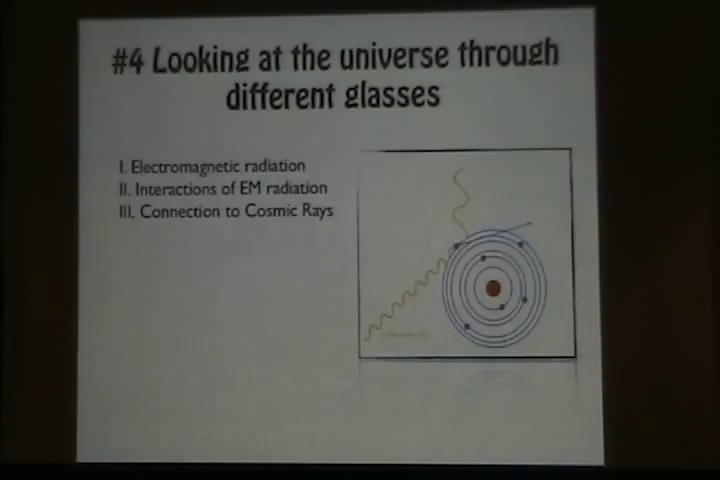 #4 Looking at the universe through
different glasses
I. Electromagnetic radiation
II. Interactions of EM radiation
III. Connection to Cosmic Rays